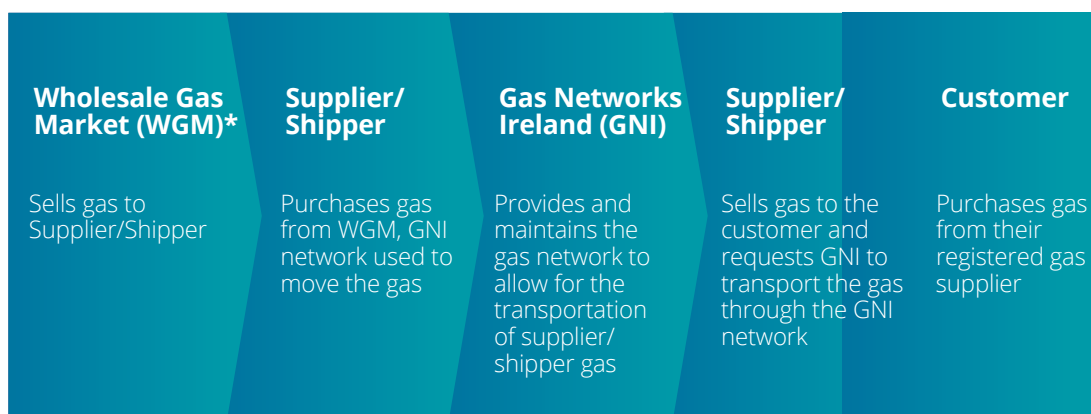 Wholesale Gas
Market (WGM)*
Sells gas to
Supplier/Shipper
Supplier/
Shipper
Purchases gas
from WGM, GNI
network used to
move the gas
Gas Networks
Ireland (GNI)
Provides and
maintains the
gas network to
allow for the
transportation
of supplier/
shipper gas
Supplier/
Shipper
Sells gas to the
customer and
requests GNI to
transport the gas
through the GNI
network
Customer
Purchases gas
from their
registered gas
supplier